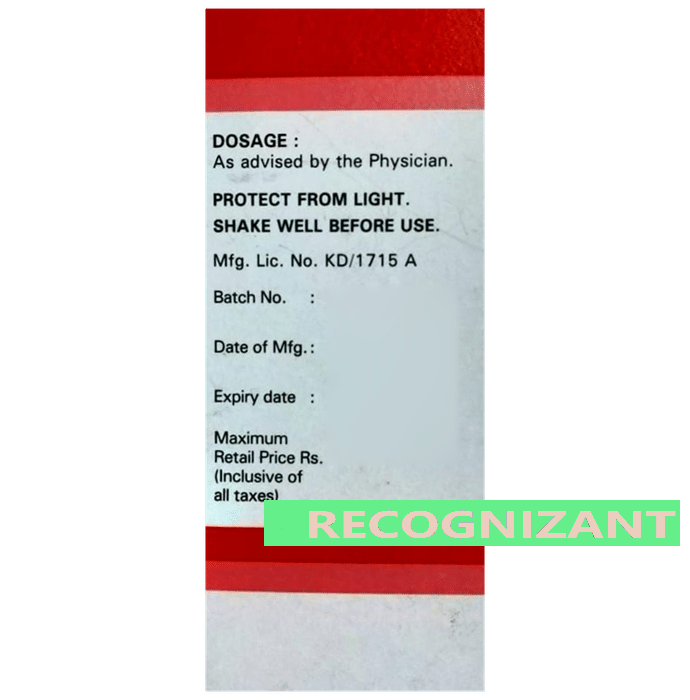 DOSAGE :
As advised by the Physician.
PROTECT FROM LIGHT.
SHAKE WELL BEFORE USE.
Mfg. Lic. No. KD/1715 A
Batch No. :
Date of Mfg. :
Expiry date :
Maximum
Retail Price Rs.
(Inclusive of
all taxes)
RECOGNIZANT